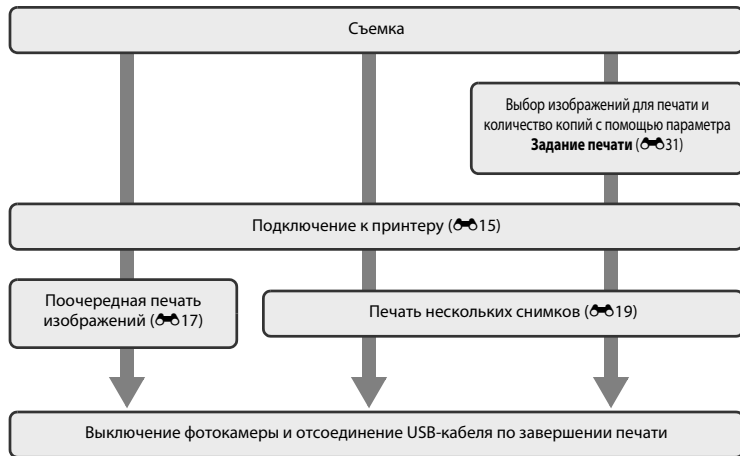 Съемка
Выбор изображений для печати и
количество копий с помощью параметра
Задание печати (31)
Подключение к принтеру (15)
Поочередная печать
изображений (17)
Печать нескольких снимков (19)
Выключение фотокамеры и отсоединение USB-кабеля по завершении печати